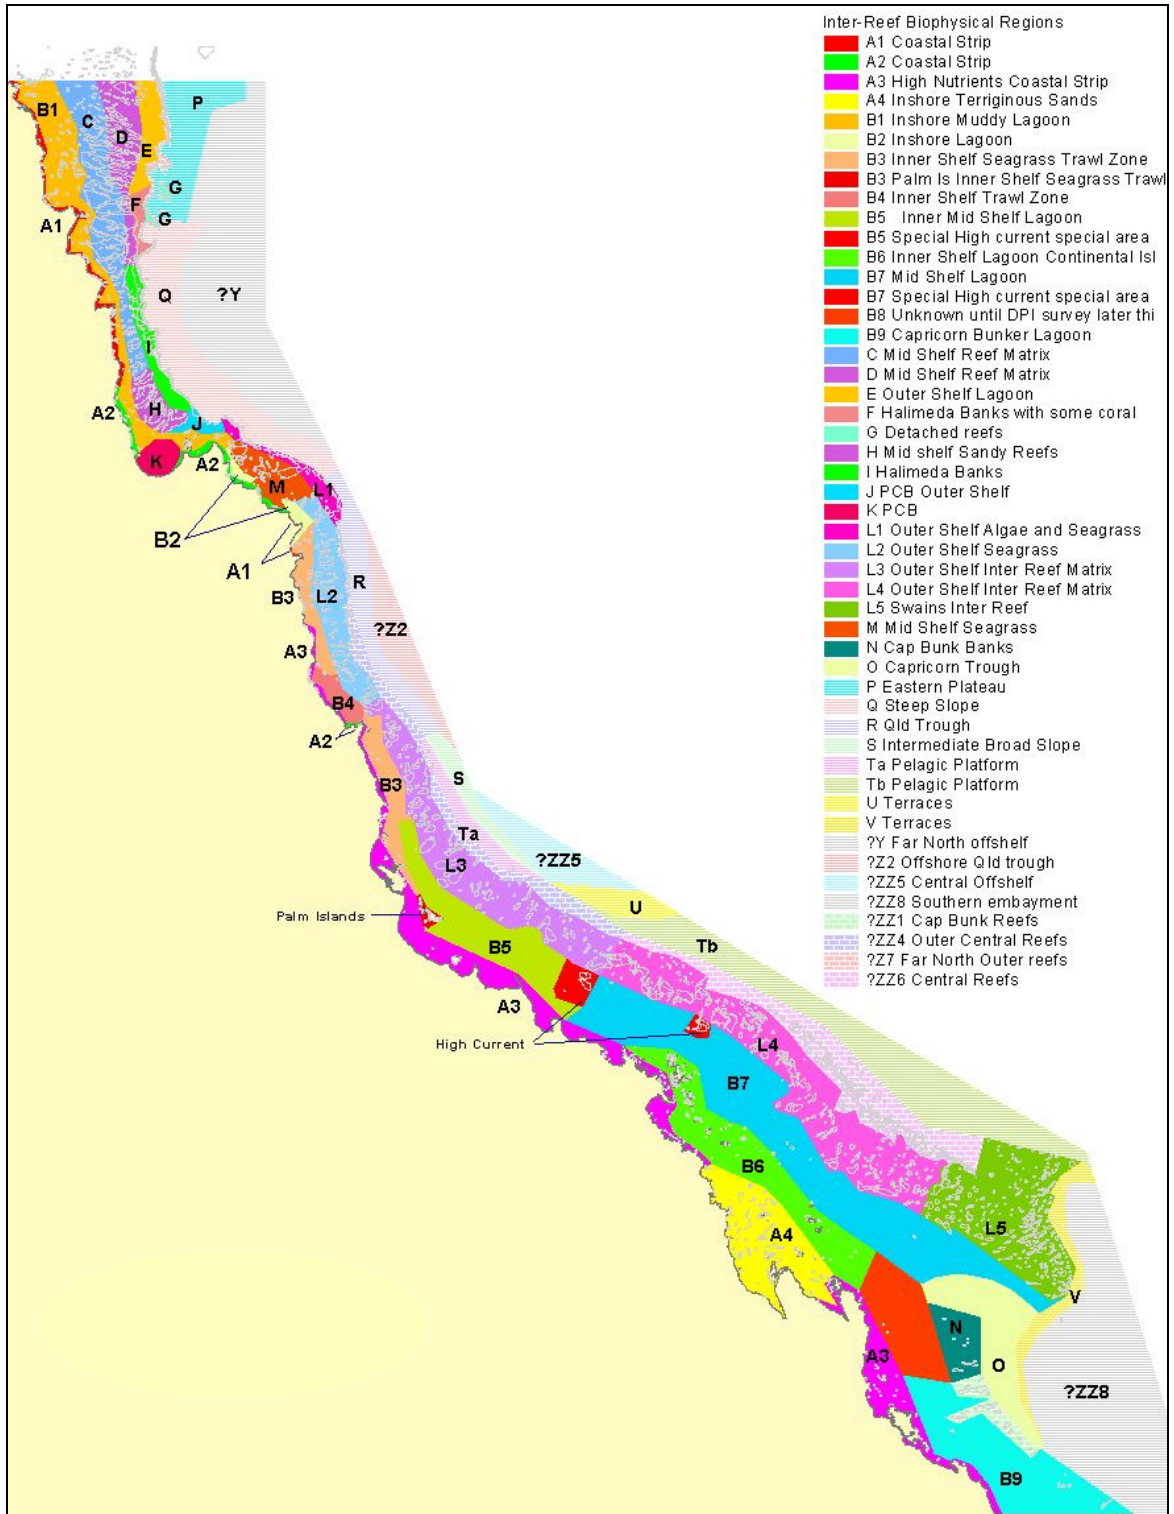 Inter-Reef Biophysical Regions
A1 Coastal Strip
A2 Coastal Strip
A3 High Nutrients Coastal Strip
A4 Inshore Terriginous Sands
B1 Inshore Muddy Lagoon
B2 Inshore Lagoon
B3 Inner Shelf Seagrass Trawl Zone
B3 Palm Is Inner Shelf Seagrass Trawl
B4 Inner Shelf Trawl Zone
B5 Inner Mid Shelf Lagoon
B5 Special High current special area
B6 Inner Shelf Lagoon Continental Isl
B7 Mid Shelf Lagoon
B7 Special High current special area
B8 Unknown until DPI survey later thi
B9 Capricorn Bunker Lagoon
C Mid Shelf Reef Matrix
D Mid Shelf Reef Matrix
E Outer Shelf Lagoon
F Halimeda Banks with some coral
G Detached reefs
H Mid shelf Sandy Reefs
I Halimeda Banks
J PCB Outer Shelf
K PCB
L1 Outer Shelf Algae and Seagrass
L2 Outer Shelf Seagrass
L3 Outer Shelf Inter Reef Matrix
L4 Outer Shelf Inter Reef Matrix
L5 Swains Inter Reef
M Mid Shelf Seagrass
N Cap Bunk Banks
O Capricorn Trough
P Eastern Plateau
Q Steep Slope
R Qld Trough
S Intermediate Broad Slope
Ta Pelagic Platform
Tb Pelagic Platform
U Terraces
V Terraces
?Y Far North offshelf
?Z2 Offshore Qld trough
?ZZ5 Central Offshelf
?ZZ8 Southern embayment
?ZZ1 Cap Bunk Reefs
?ZZ4 Outer Central Reefs
?Z7 Far North Outer reefs
?ZZ6 Central Reefs
B1
C
D
P
E
G
F
G
A1
Q
?Y
I
A2
H
J
K
A2
M
L1
B2
A1
B3
L2
R
?Z2
A3
B4
A2
B3
S
Ta
L3
?ZZ5
Palm Islands
U
B5
Tb
A3
High Current
L4
B7
B6
A4
L5
V
N
A3
O
?ZZ8
B9